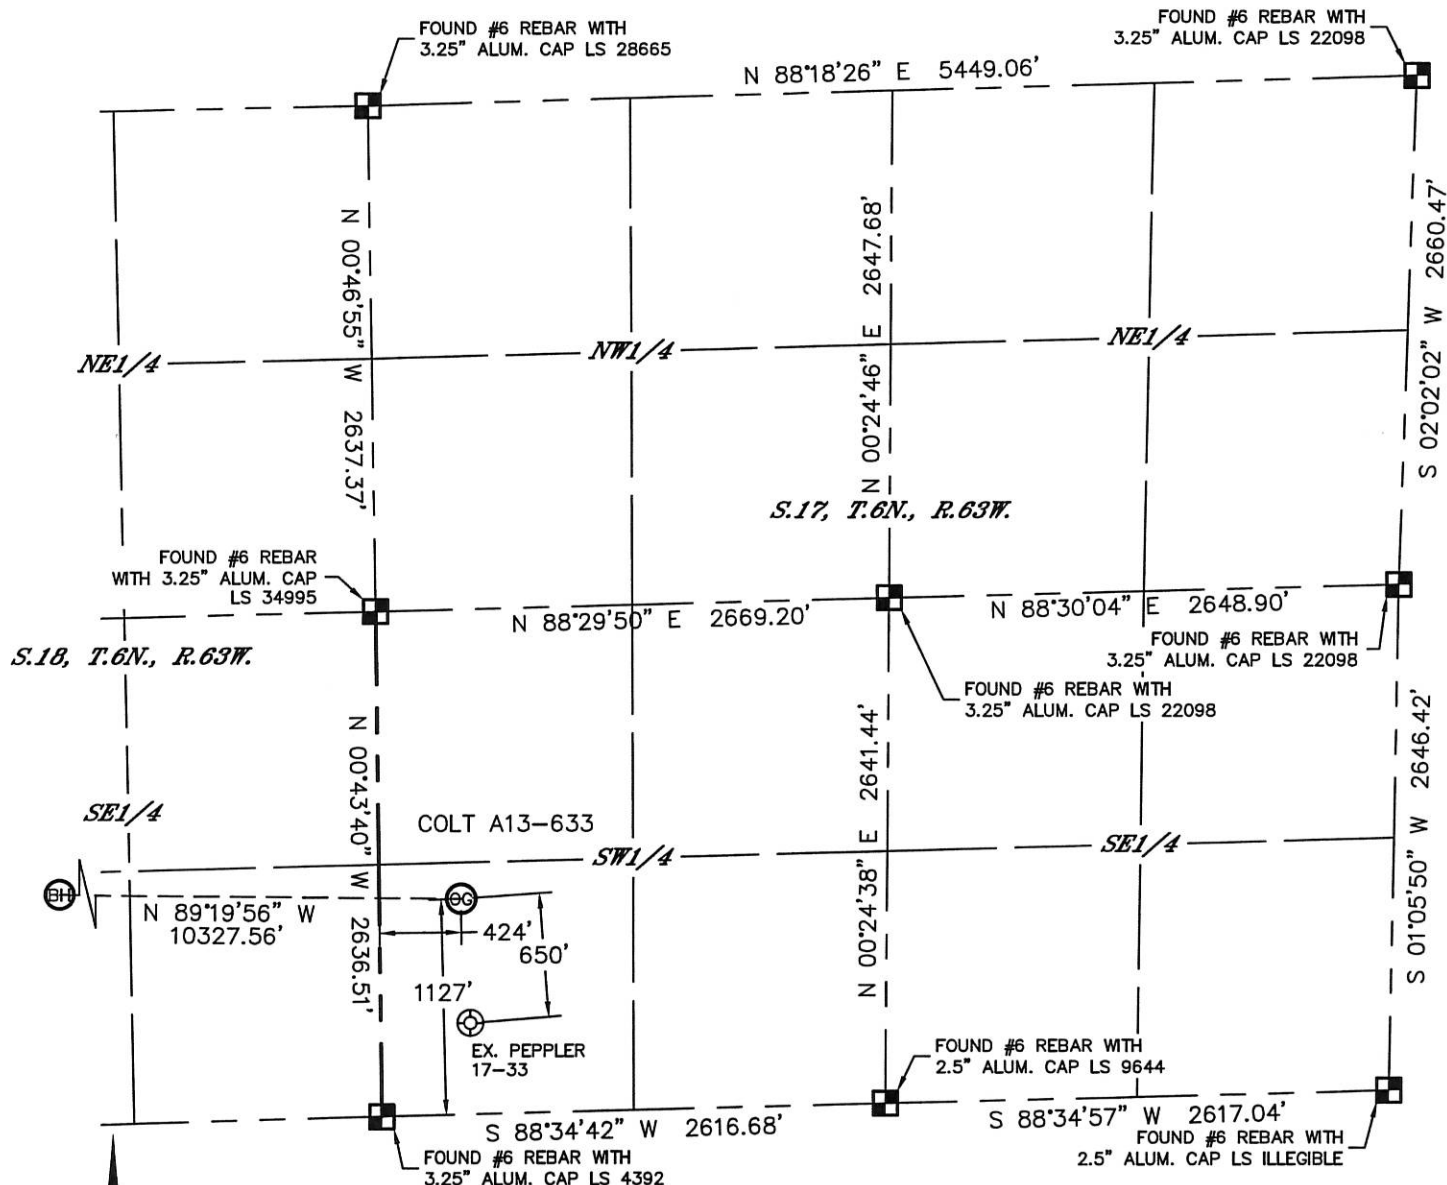 FOUND #6 REBAR WITH
3.25" ALUM. CAP LS 28665
FOUND #6 REBAR WITH
3.25" ALUM. CAP LS 22098
N 88°18'26" E 5449.06'
N 00°46'55" W 2637.37'
N 00°24'46" E 2647.68'
S 02°02'02" W 2660.47'
NE1/4
NW1/4
NE1/4
S.17, T.6N., R.63W.
FOUND #6 REBAR
WITH 3.25" ALUM. CAP
LS 34995
N 88°29'50" E 2669.20'
N 88°30'04" E 2648.90'
S.18, T.6N., R.63W.
FOUND #6 REBAR WITH
3.25" ALUM. CAP LS 22098
FOUND #6 REBAR WITH
3.25" ALUM. CAP LS 22098
N 00°43'40" W 2636.51'
N 00°24'38" E 2641.44'
S 01°05'50" W 2646.42'
SE1/4
COLT A13-633
SW1/4
SE1/4
BH
OG
N 89°19'56" W
10327.56'
424'
650'
1127'
EX. PEPPLER
17-33
FOUND #6 REBAR WITH
2.5" ALUM. CAP LS 9644
S 88°34'42" W 2616.68'
S 88°34'57" W 2617.04'
FOUND #6 REBAR WITH
2.5" ALUM. CAP LS ILLEGIBLE
FOUND #6 REBAR WITH
3.25" ALUM. CAP LS 4392